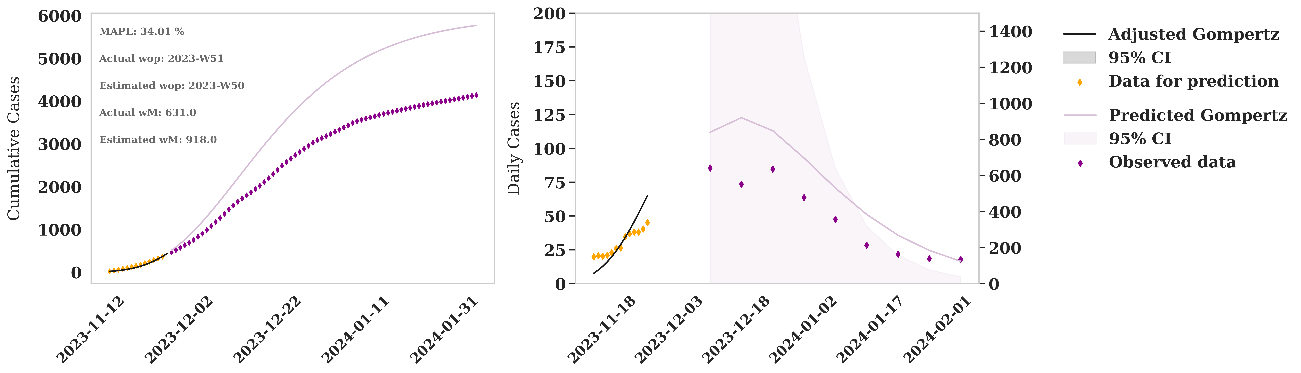 6000
5000
4000
3000
2000
1000
0
Cumulative Cases
MAPE: 34.01 %
Actual wop: 2023-W51
Estimated wop: 2023-W50
Actual wM: 631.0
Estimated wM: 918.0
2023-11-12
2023-12-02
2023-12-22
2024-01-11
2024-01-31
200
175
150
125
100
75
50
25
0
Daily Cases
1400
1200
1000
800
600
400
200
0
2023-11-18
2023-12-03
2023-12-18
2024-01-02
2024-01-17
2024-02-01
Adjusted Gompertz
95% CI
Data for prediction
Predicted Gompertz
95% CI
Observed data